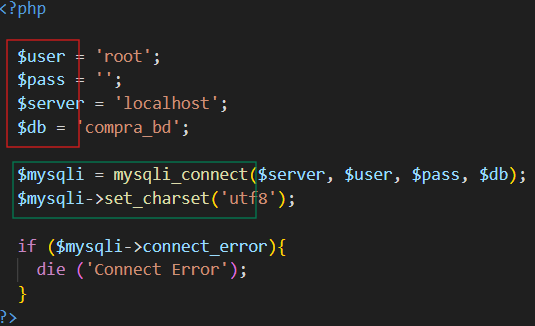 <?php
$user = 'root';
$pass = '';
$server = 'localhost';
$db = 'compra_bd';
$mysqli = mysqli_connect($server, $user, $pass, $db);
$mysqli->set_charset('utf8');
if ($mysqli->connect_error){
die ('Connect Error');
}
?>